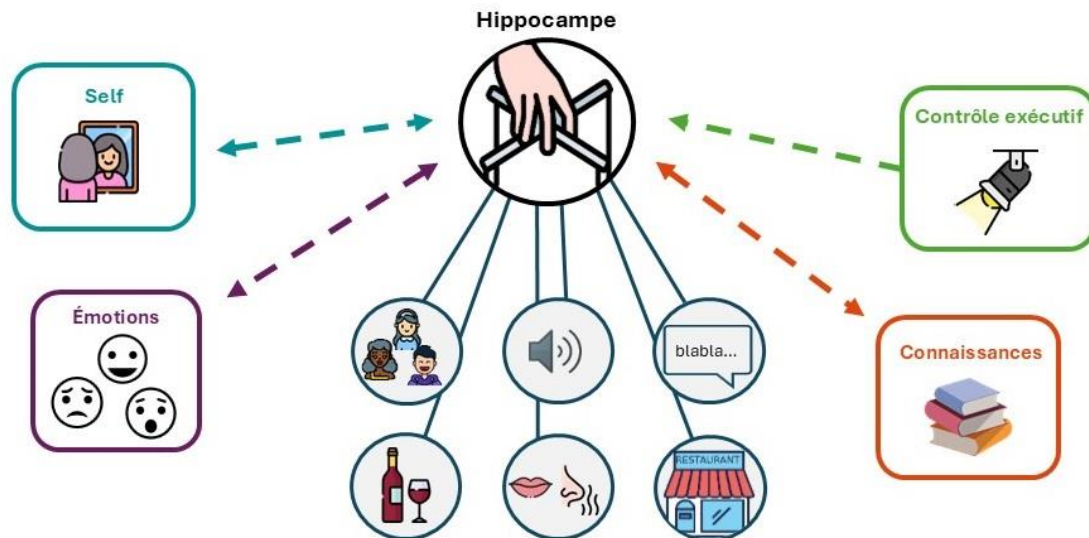 Hippocampe
Self
Contrôle exécutif
Émotions
blabla...
Connaissances
RESTAURANT